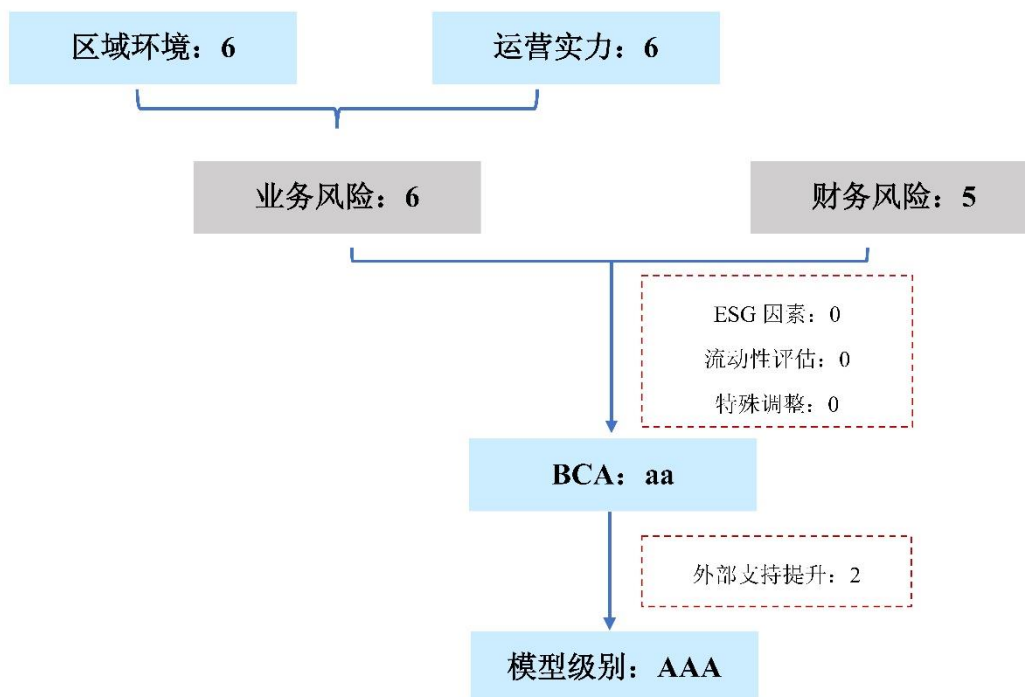 区域环境：6
运营实力：6
业务风险：6
财务风险：5
ESG 因素：0
流动性评估：0
特殊调整：0
BCA：aa
外部支持提升：2
模型级别：AAA